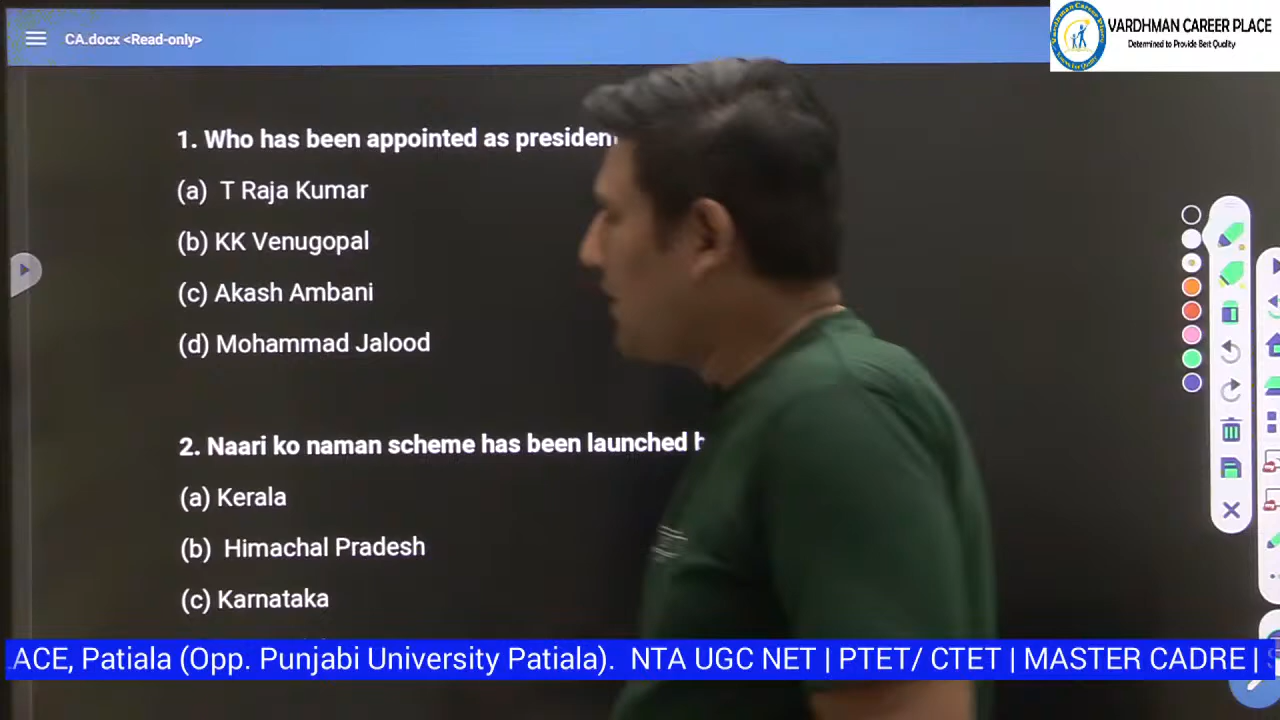 CA.docx <Read-only>
VARDHMAN CAREER PLACE
Determined to Provide Best Quality
1. Who has been appointed as presiden
(a) T Raja Kumar
(b) KK Venugopal
(c) Akash Ambani
(d) Mohammad Jalood
2. Naari ko naman scheme has been launched
(a) Kerala
(b) Himachal Pradesh
(c) Karnataka
ACE, Patiala (Opp. Punjabi University Patiala). NTA UGC NET | PTET/ CTET | MASTER CADRE |